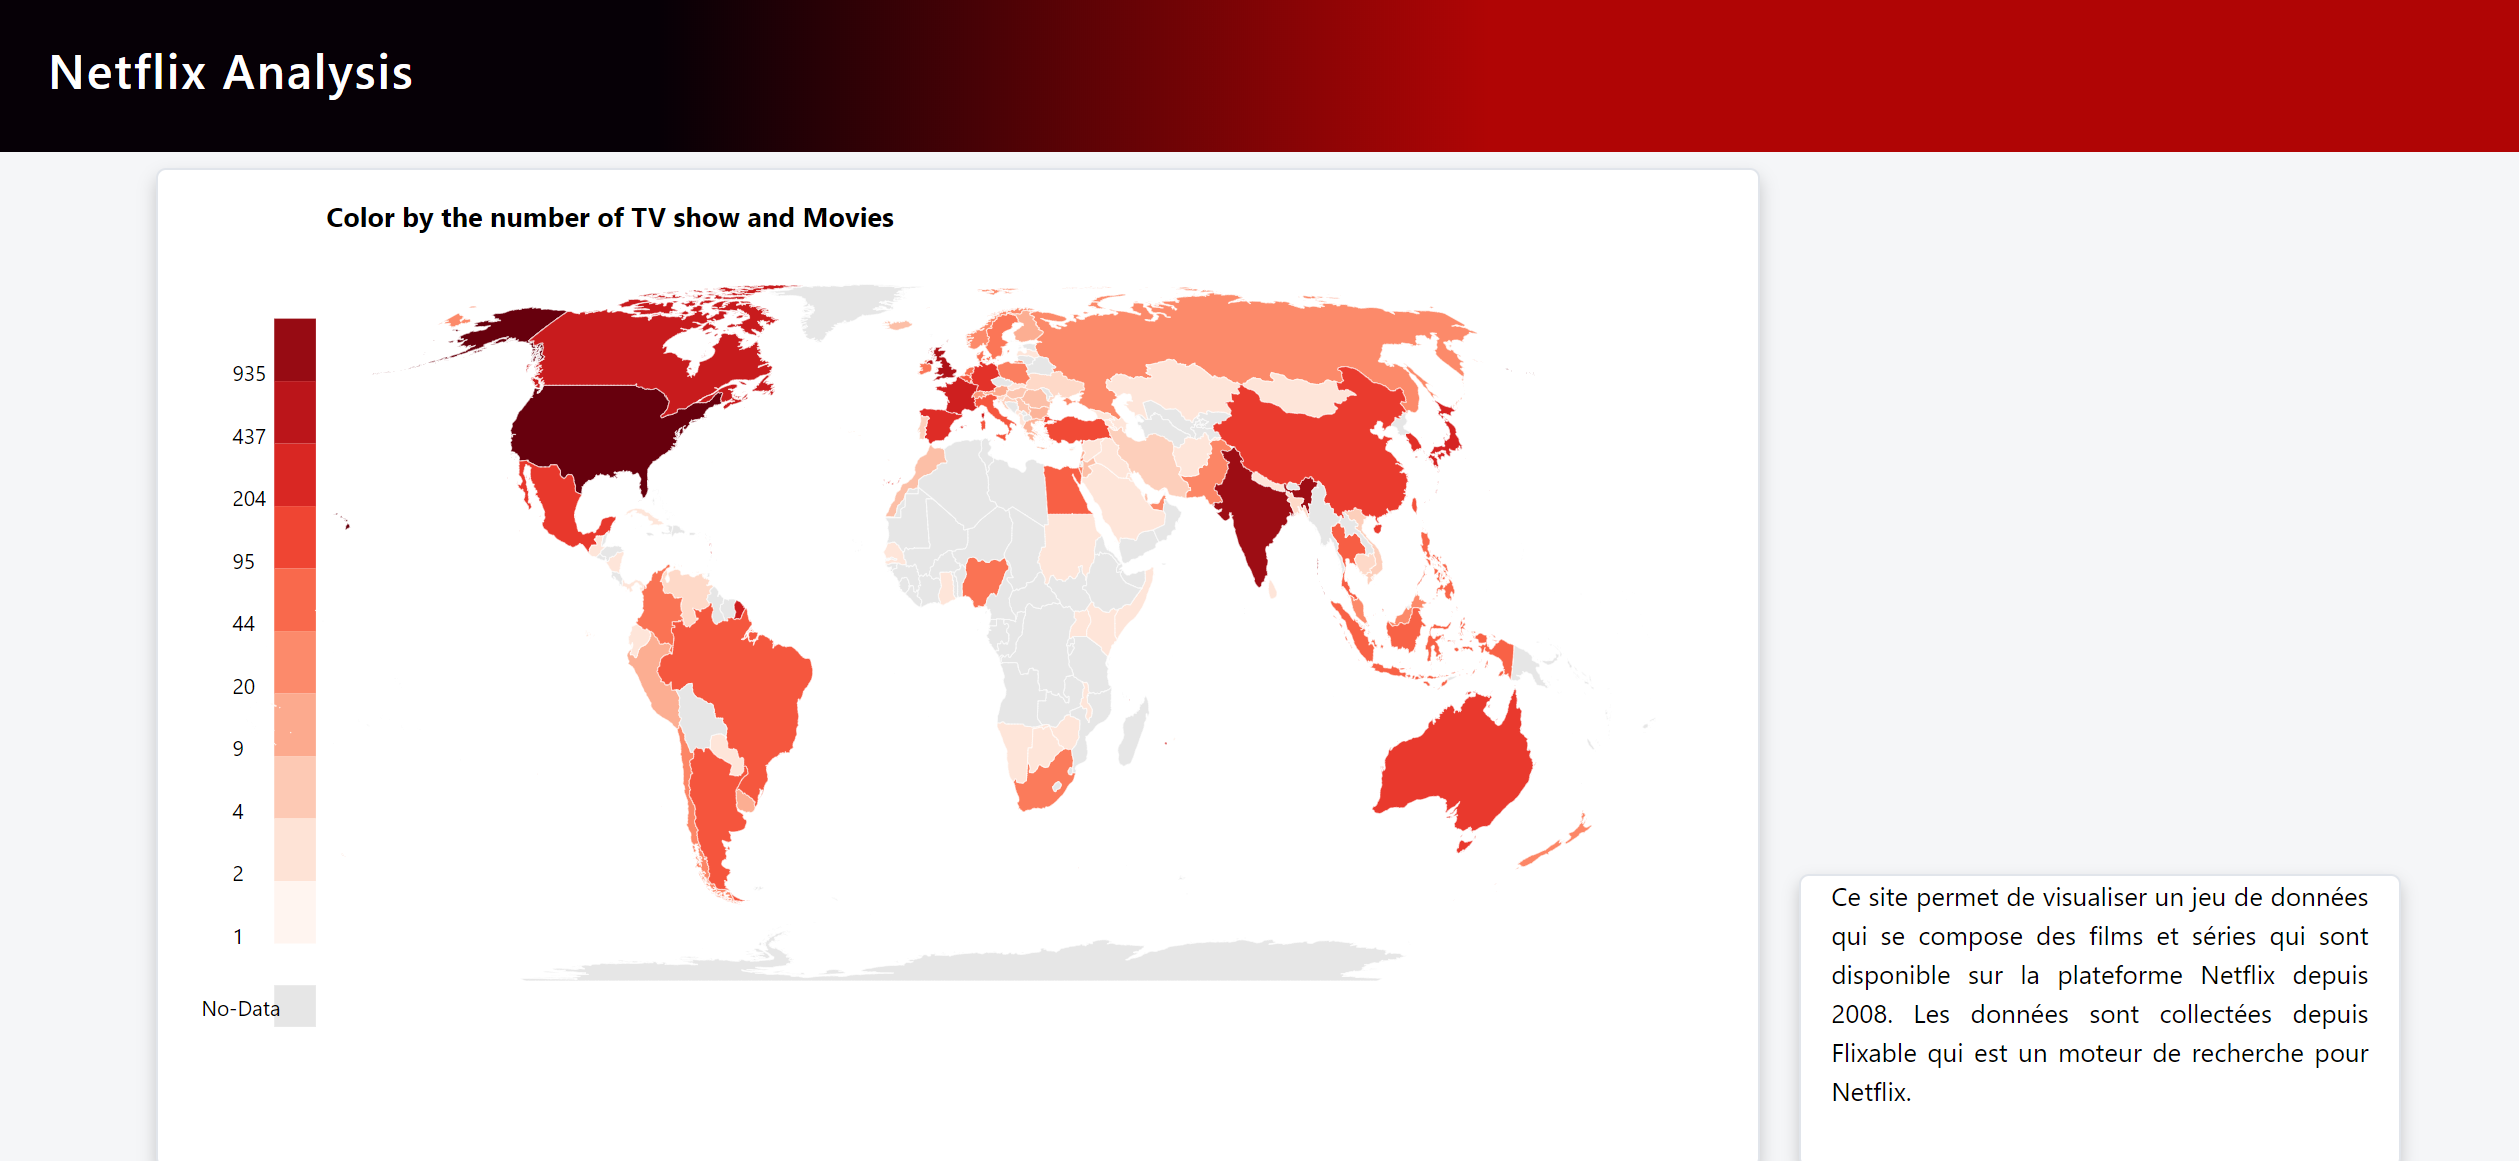 Netflix Analysis
Color by the number of TV show and Movies
935
437
204
95
44
20
9
4
2
1
No-Data
Ce site permet de visualiser un jeu de données
qui se compose des films et séries qui sont
disponible sur la plateforme Netflix depuis
2008. Les données sont collectées depuis
Flixable qui est un moteur de recherche pour
Netflix.